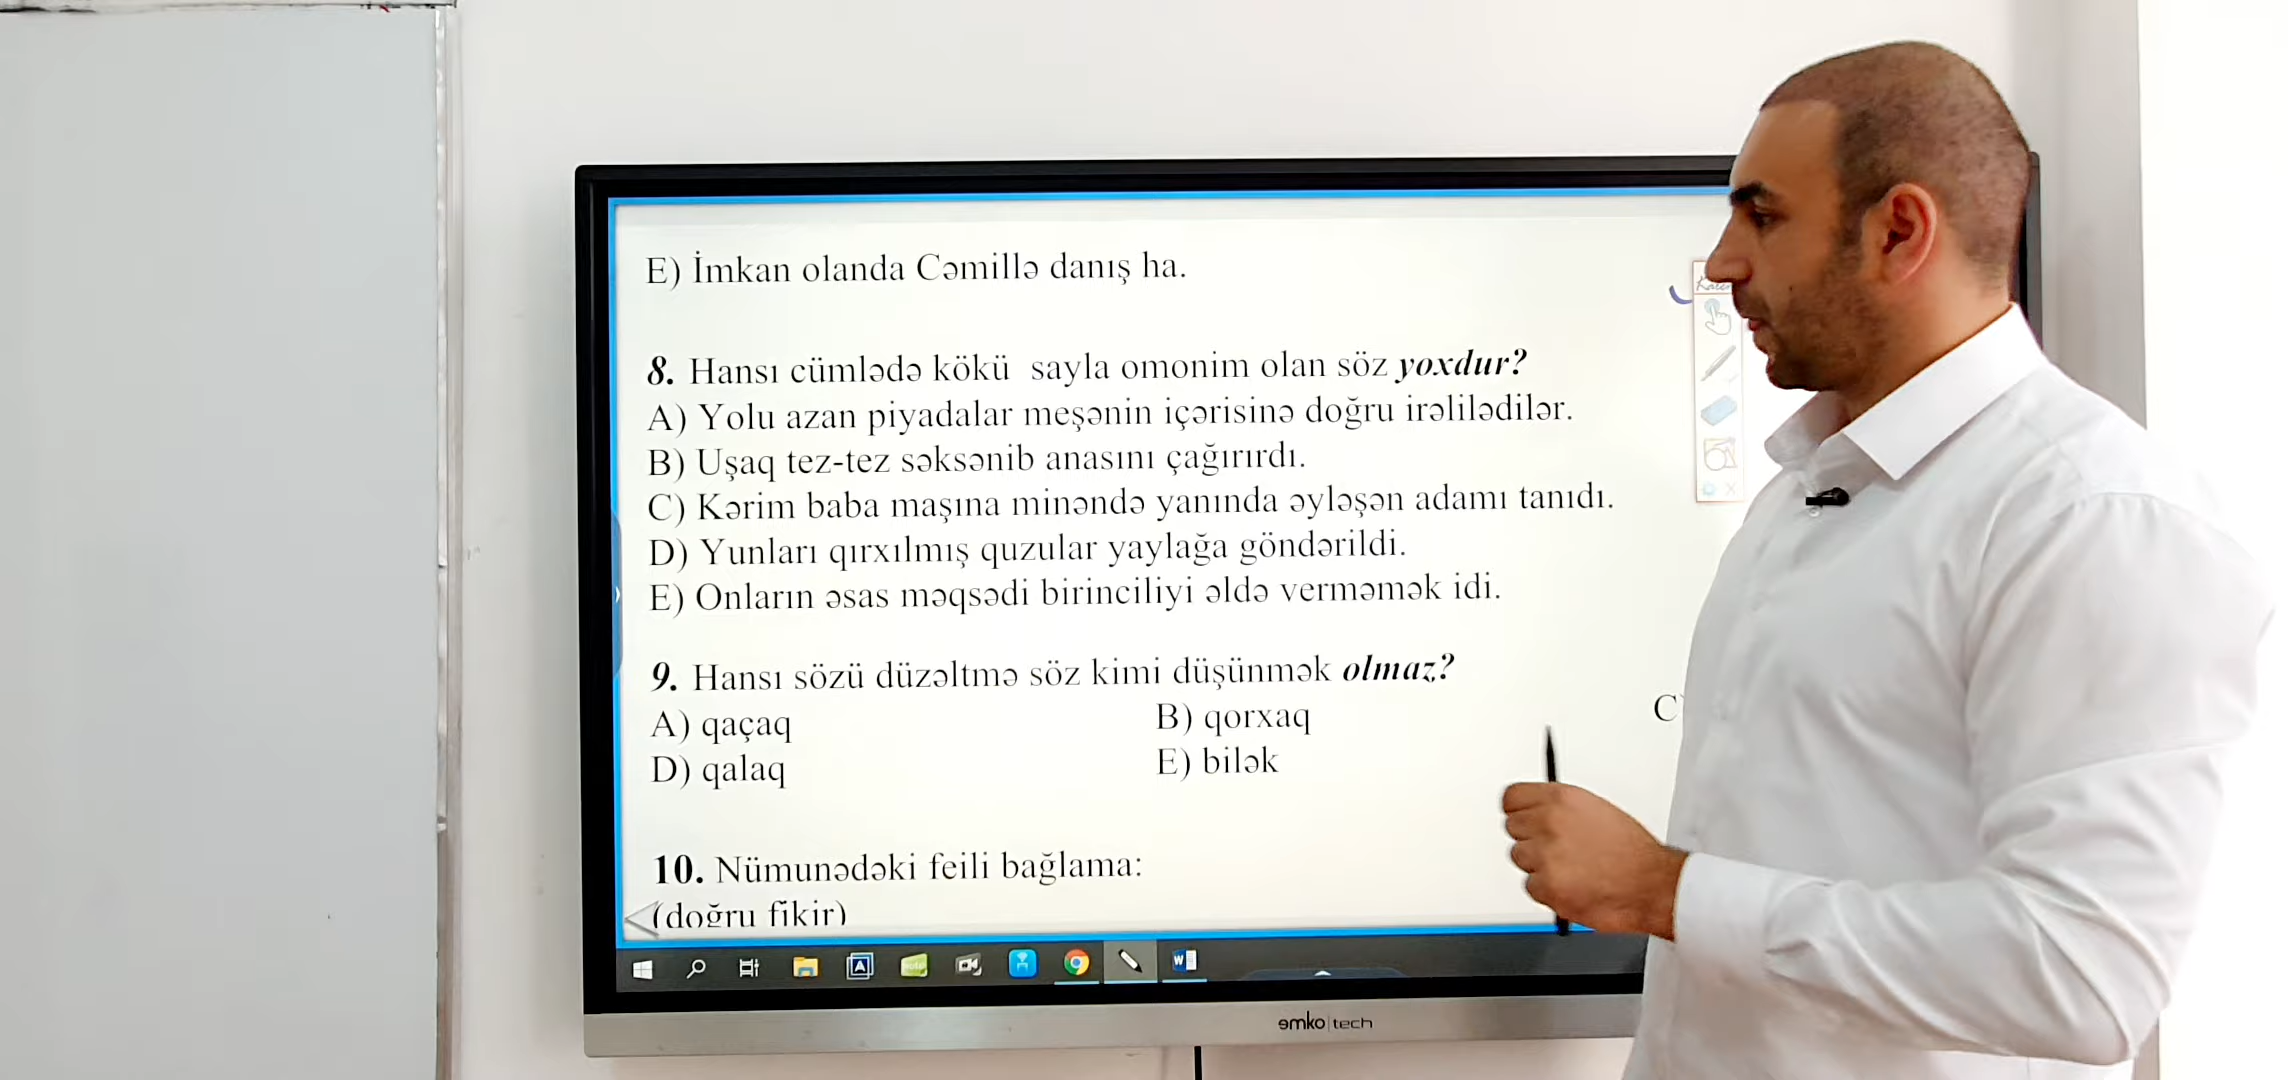 E) İmkan olanda Cəmillə danış ha.
8. Hansı cümlədə kökü sayla omonim olan söz yoxdur?
A) Yolu azan piyadalar meşənin içərisinə doğru irəlilədilər.
B) Uşaq tez-tez səksənib anasını çağırırdı.
C) Kərim baba maşına minəndə yanında əyləşən adamı tanıdı.
D) Yunları qırxılmış quzular yaylağa göndərildi.
E) Onların əsas məqsədi birinciliyi əldə verməmək idi.
9. Hansı sözü düzəltmə söz kimi düşünmək olmaz?
A) qaçaq B) qorxaq C)
D) qalaq E) bilək
10. Nümunədəki feili bağlama:
(doğru fikir)
emko tech